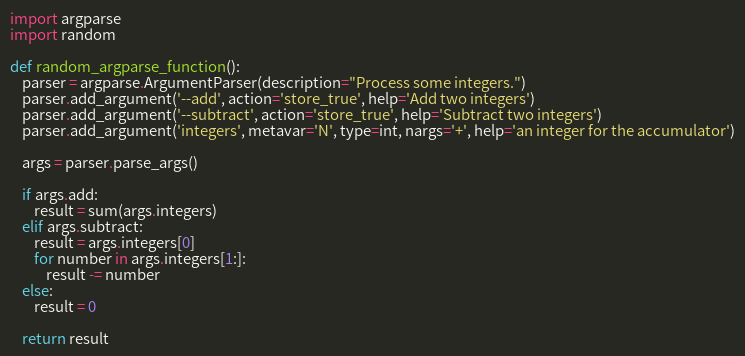 import argparse
import random

def random_argparse_function():
    parser = argparse.ArgumentParser(description="Process some integers.")
    parser.add_argument('--add', action='store_true', help='Add two integers')
    parser.add_argument('--subtract', action='store_true', help='Subtract two integers')
    parser.add_argument('integers', metavar='N', type=int, nargs='+', help='an integer for the accumulator')

    args = parser.parse_args()

    if args.add:
        result = sum(args.integers)
    elif args.subtract:
        result = args.integers[0]
        for number in args.integers[1:]:
            result -= number
    else:
        result = 0

    return result